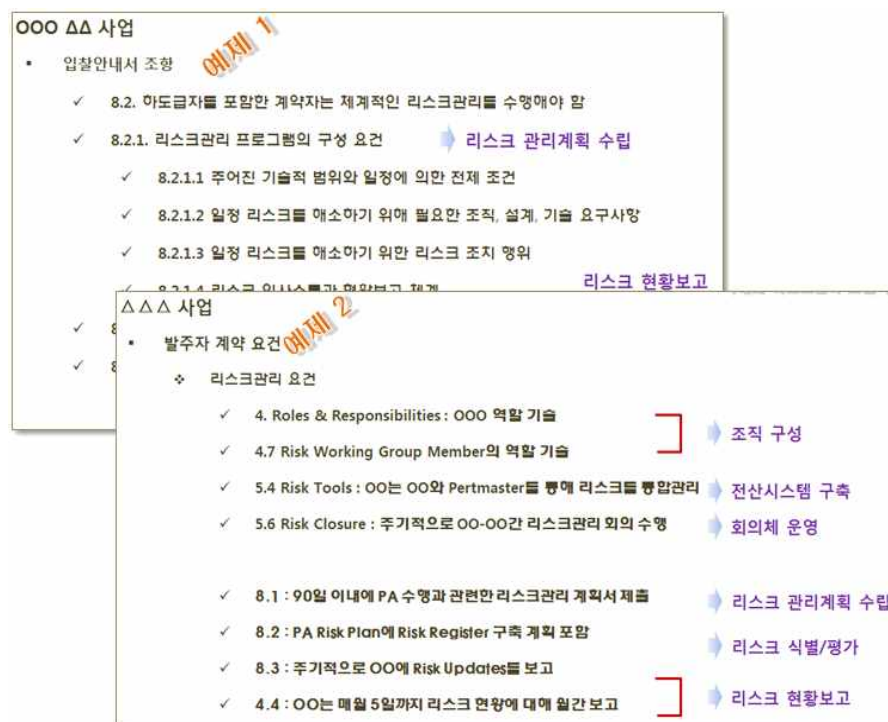 OOO ΔΔ 사업
예제 1
▪ 입찰안내서 조항
✓ 8.2. 하도급자를 포함한 계약자는 체계적인 리스크관리를 수행해야 함
✓ 8.2.1. 리스크관리 프로그램의 구성 요건 리스크 관리계획 수립
✓ 8.2.1.1 주어진 기술적 범위와 일정에 의한 전제 조건
✓ 8.2.1.2 일정 리스크를 해소하기 위해 필요한 조직, 설계, 기술 요구사항
✓ 8.2.1.3 일정 리스크를 해소하기 위한 리스크 조치 행위
리스크 현황보고
✓ 8
✓ 8
Δ Δ Δ 사업
예제 2
▪ 발주자 계약 요건
❖ 리스크관리 요건
✓ 4. Roles & Responsibilities : OOO 역할 기술
✓ 4.7 Risk Working Group Member의 역할 기술
조직 구성
✓ 5.4 Risk Tools : OO는 OO와 Pertmaster를 통해 리스크를 통합관리 전산시스템 구축
✓ 5.6 Risk Closure : 주기적으로 OO-OO간 리스크관리 회의 수행 회의체 운영
✓ 8.1 : 90일 이내에 PA 수행과 관련한 리스크관리 계획서 제출 리스크 관리계획 수립
✓ 8.2 : PA Risk Plan에 Risk Register 구축 계획 포함 리스크 식별/평가
✓ 8.3 : 주기적으로 OO에 Risk Updates를 보고
✓ 4.4 : OO는 매월 5일까지 리스크 현황에 대해 월간 보고 리스크 현황보고